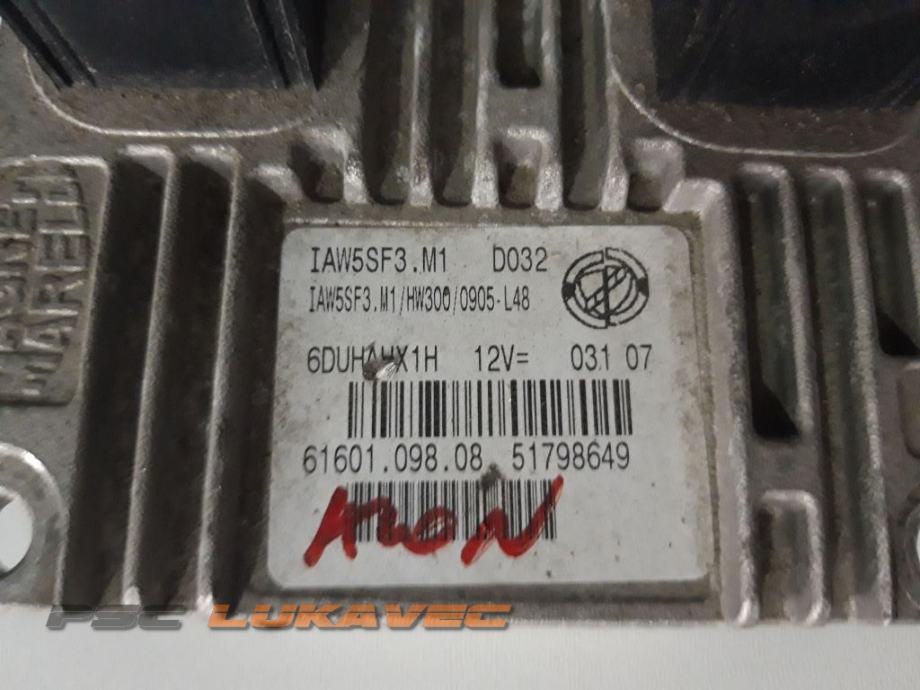 MAGNETI
MARELLI
IAW5SF3.M1 D032
IAW5SF3.M1/HW300/0905-L48
6DUHAHX1H 12V= 031 07
61601.098.08 51798649
PSC LUKAVEC